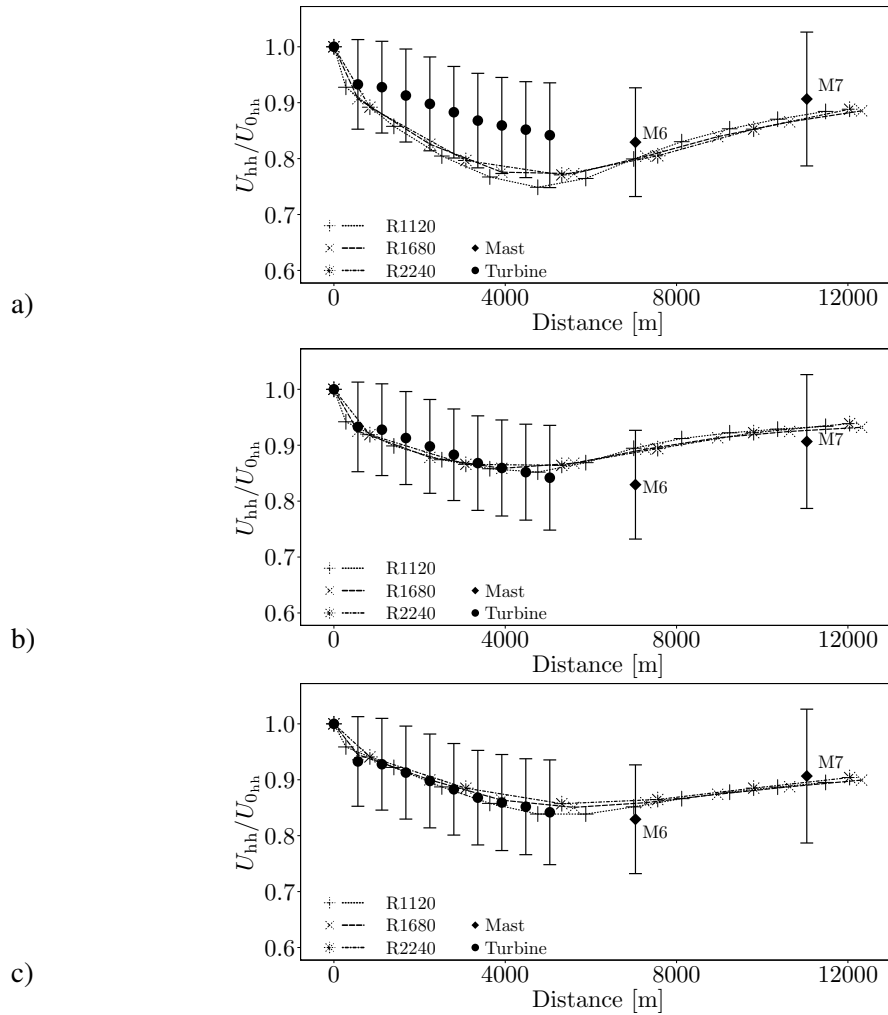 1.0
0.9
0.8
0.7
0.6
U_hh/U_0hh
M6
M7
R1120
R1680
R2240
Mast
Turbine
0
4000
8000
12000
Distance [m]
a)
1.0
0.9
0.8
0.7
0.6
U_hh/U_0hh
M6
M7
R1120
R1680
R2240
Mast
Turbine
0
4000
8000
12000
Distance [m]
b)
1.0
0.9
0.8
0.7
0.6
U_hh/U_0hh
M6
M7
R1120
R1680
R2240
Mast
Turbine
0
4000
8000
12000
Distance [m]
c)